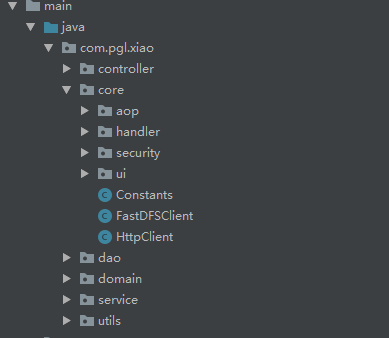 main
java
com.pgl.xiao
controller
core
aop
handler
security
ui
Constants
FastDFSClient
HttpClient
dao
domain
service
utils